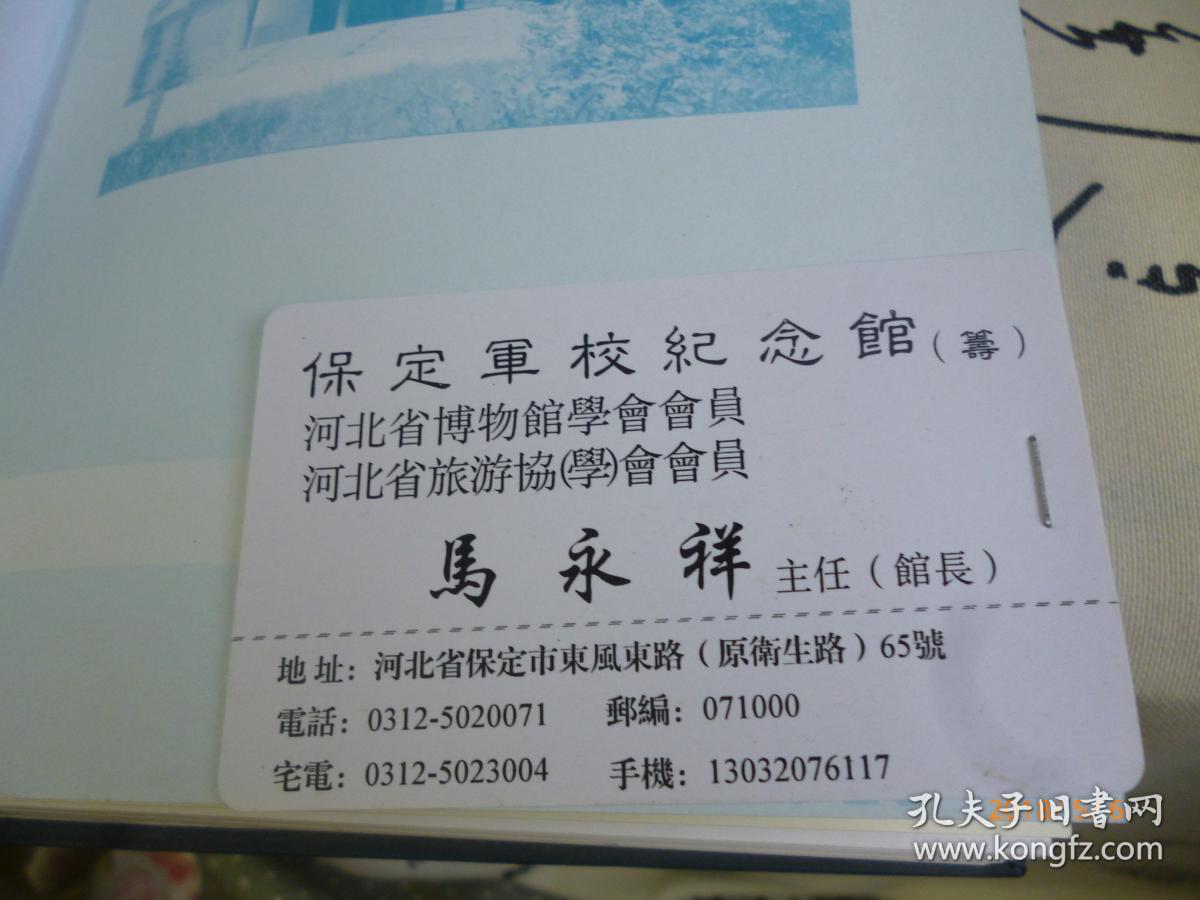 保定軍校紀念館（籌）
河北省博物館學會會員
河北省旅游協(學)會會員
馬永祥 主任（館長）
地址：河北省保定市東風東路（原衛生路）65號
電話：0312-5020071 郵編：071000
宅電：0312-5023004 手機：13032076117
孔夫子旧書网
www.kongfz.com